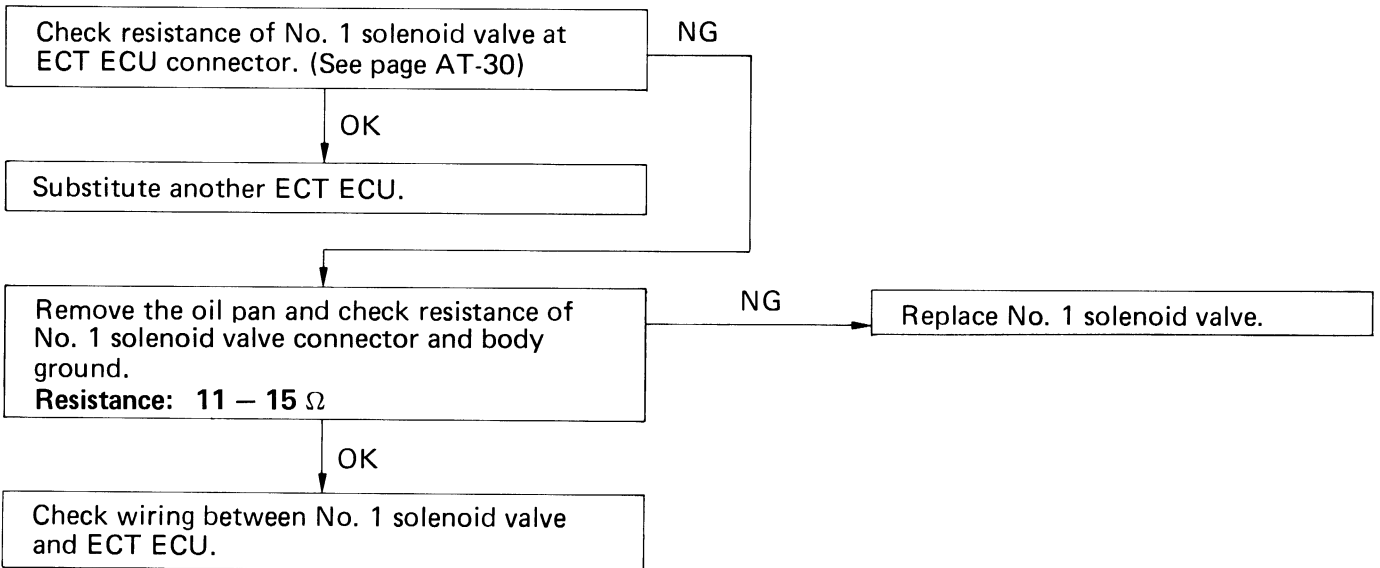 Check resistance of No. 1 solenoid valve at
ECT ECU connector. (See page AT-30)
NG
OK
Substitute another ECT ECU.
Remove the oil pan and check resistance of
No. 1 solenoid valve connector and body
ground.
Resistance: 11 — 15 Ω
NG
Replace No. 1 solenoid valve.
OK
Check wiring between No. 1 solenoid valve
and ECT ECU.